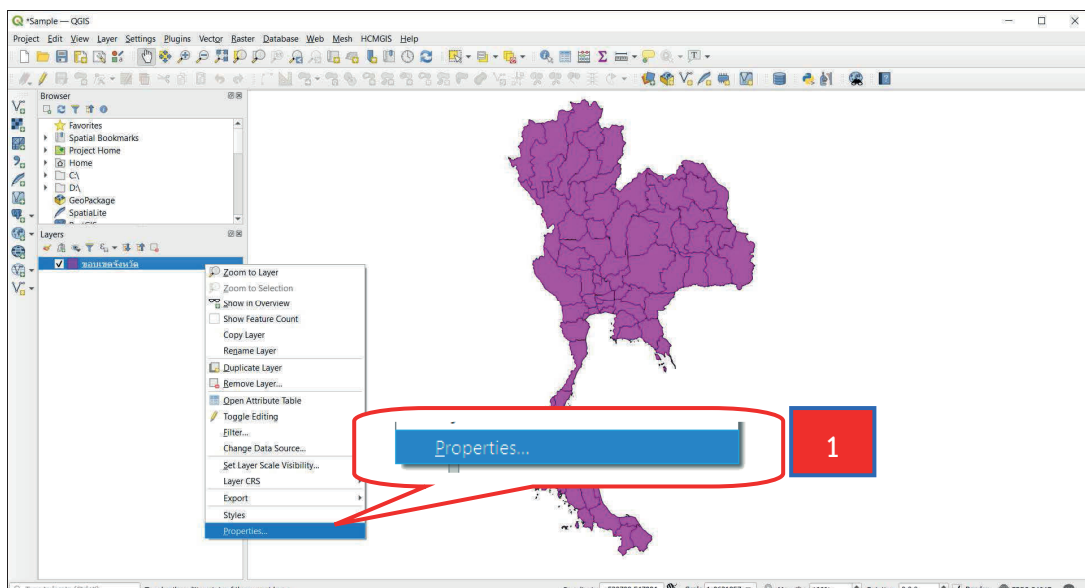 *Sample — QGIS
Project Edit View Layer Settings Plugins Vector Raster Database Web Mesh HCMGIS Help
Browser
Favorites
Spatial Bookmarks
Project Home
Home
C:\
D:\
GeoPackage
SpatiaLite
PostGIS
Layers
ขอบเขตจังหวัด
Zoom to Layer
Zoom to Selection
Show in Overview
Show Feature Count
Copy Layer
Rename Layer
Duplicate Layer
Remove Layer...
Open Attribute Table
Toggle Editing
Filter...
Change Data Source...
Set Layer Scale Visibility...
Layer CRS
Export
Styles
Properties...
Properties...
1